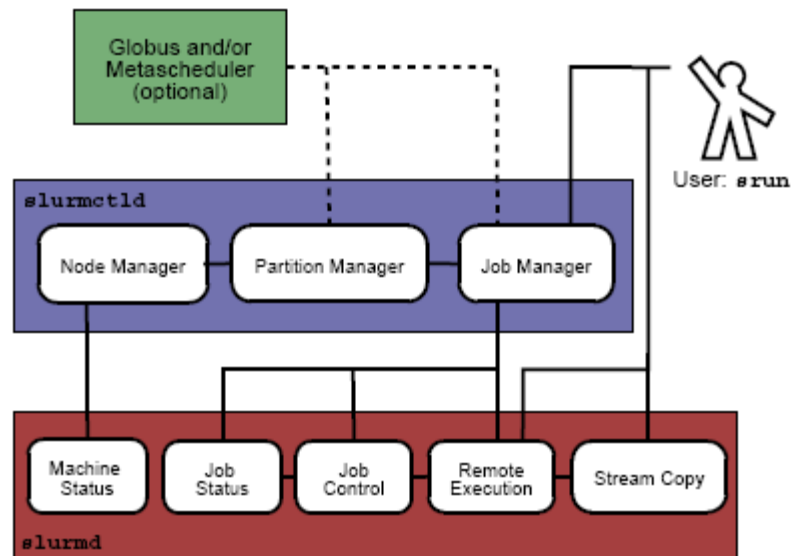 Globus and/or
Metascheduler
(optional)
User: srun
slurmctld
Node Manager
Partition Manager
Job Manager
Machine
Status
Job
Status
Job
Control
Remote
Execution
Stream Copy
slurmd